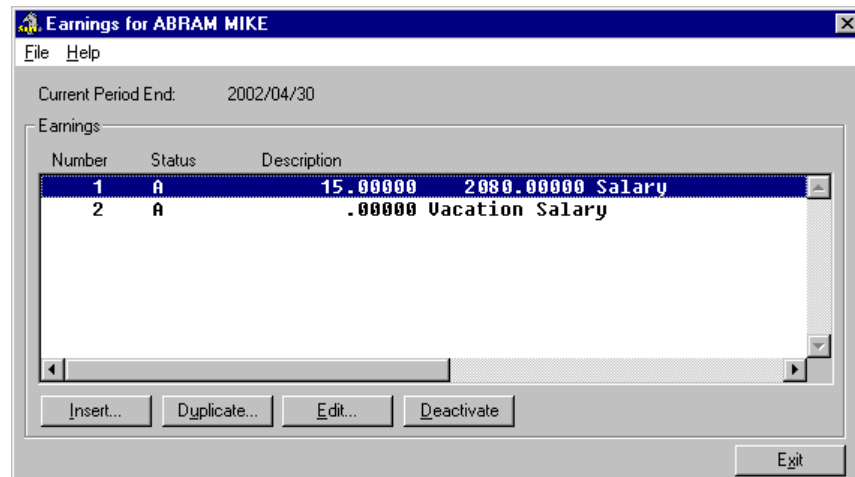 Earnings for ABRAM MIKE
File Help
Current Period End: 2002/04/30
Earnings
Number Status Description
1 A 15.00000 2080.00000 Salary
2 A .00000 Vacation Salary
Insert... Duplicate... Edit... Deactivate
Exit